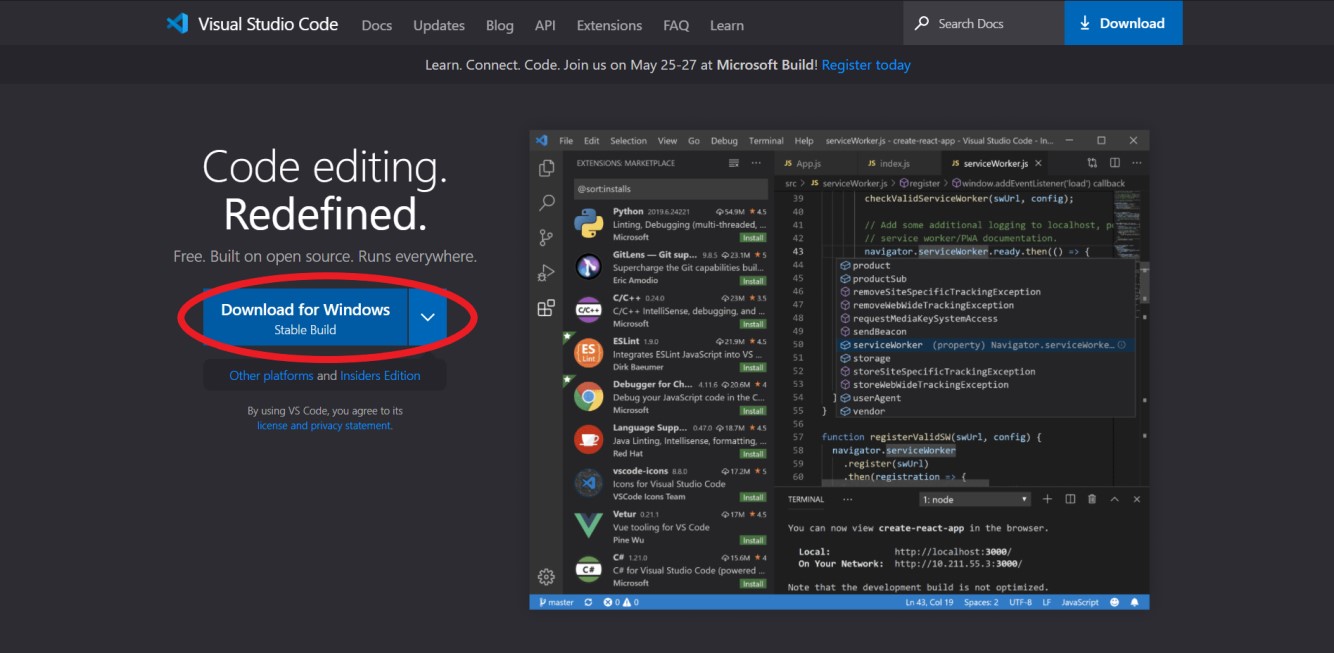 Visual Studio Code Docs Updates Blog API Extensions FAQ Learn Search Docs Download
Learn. Connect. Code. Join us on May 25-27 at Microsoft Build! Register today
Code editing.
Redefined.
Free. Built on open source. Runs everywhere.
Download for Windows
Stable Build
Other platforms and Insiders Edition
By using VS Code, you agree to its
license and privacy statement.
File Edit Selection View Go Debug Terminal Help serviceWorker.js - create-react-app - Visual Studio Code - In...
EXTENSIONS: MARKETPLACE
@sort:installs
Python 2019.6.24221 54.9M 4.5
Linting, Debugging (multi-threaded, ...
Microsoft Install
GitLens — Git sup... 9.8.5 23.1M 5
Supercharge the Git capabilities buil...
Eric Amodio Install
C/C++ 0.24.0 23M 3.5
C/C++ IntelliSense, debugging, and ...
Microsoft Install
ESLint 1.9.0 21.9M 4.5
Integrates ESLint JavaScript into VS ...
Dirk Baeumer Install
Debugger for Ch... 4.11.6 20.6M 4
Debug your JavaScript code in the C...
Microsoft Install
Language Supp... 0.47.0 18.7M 4.5
Java Linting, Intellisense, formatting, ...
Red Hat Install
vscode-icons 8.8.0 17.2M 5
Icons for Visual Studio Code
VSCode Icons Team Install
Vetur 0.21.1 17M 4.5
Vue tooling for VS Code
Pine Wu Install
C# 1.21.0 15.6M 4
C# for Visual Studio Code (powered ...
Microsoft Install
C/C++
ES
Lint
C#
JS App.js JS index.js JS serviceWorker.js
src > JS serviceWorker.js > register > window.addEventListener('load') callback
39 checkValidServiceWorker(swUrl, config);
40
41 // Add some additional logging to localhost, p
42 // service worker/PWA documentation.
43 navigator.serviceWorker.ready.then(() => {
44 product
45 productSub
46 removeSiteSpecificTrackingException
47 removeWebWideTrackingException
48 requestMediaKeySystemAccess
49 sendBeacon
50 serviceWorker (property) Navigator.serviceWorke...
51 storage
52 storeSiteSpecificTrackingException
53 storeWebWideTrackingException
54 } userAgent
55 } vendor
56
57 function registerValidSW(swUrl, config) {
58 navigator.serviceWorker
59 .register(swUrl)
60 .then(registration => {
TERMINAL ... 1: node
You can now view create-react-app in the browser.
Local: http://localhost:3000/
On Your Network: http://10.211.55.3:3000/
Note that the development build is not optimized.
master 0 0 Ln 43, Col 19 Spaces: 2 UTF-8 LF JavaScript